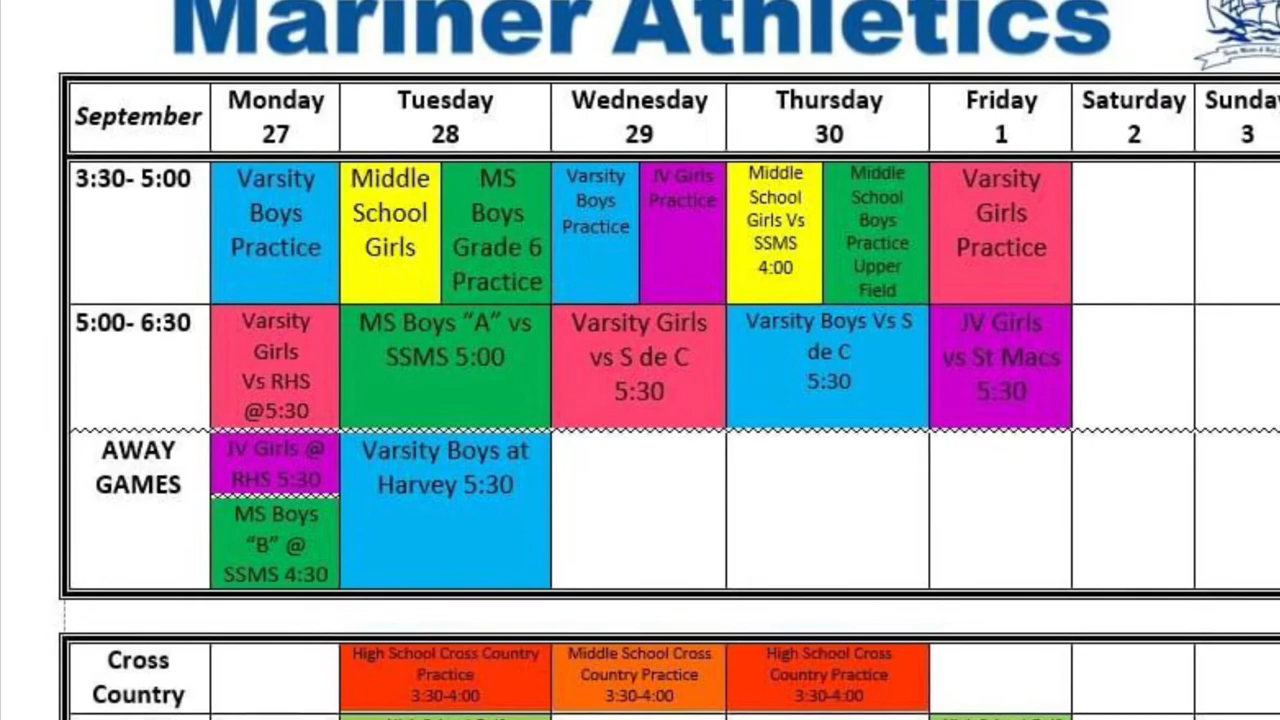 Mariner Athletics
September
Monday
27
Tuesday
28
Wednesday
29
Thursday
30
Friday
1
Saturday
2
Sunday
3
3:30- 5:00
Varsity
Boys
Practice
Middle
School
Girls
MS
Boys
Grade 6
Practice
Varsity
Boys
Practice
JV Girls
Practice
Middle
School
Girls Vs
SSMS
4:00
Middle
School
Boys
Practice
Upper
Field
Varsity
Girls
Practice
5:00- 6:30
Varsity
Girls
Vs RHS
@5:30
MS Boys “A” vs
SSMS 5:00
Varsity Girls
vs S de C
5:30
Varsity Boys Vs S
de C
5:30
JV Girls
vs St Macs
5:30
AWAY
GAMES
JV Girls @
RHS 5:30
MS Boys
“B” @
SSMS 4:30
Varsity Boys at
Harvey 5:30
Cross
Country
High School Cross Country
Practice
3:30-4:00
Middle School Cross
Country Practice
3:30-4:00
High School Cross
Country Practice
3:30-4:00